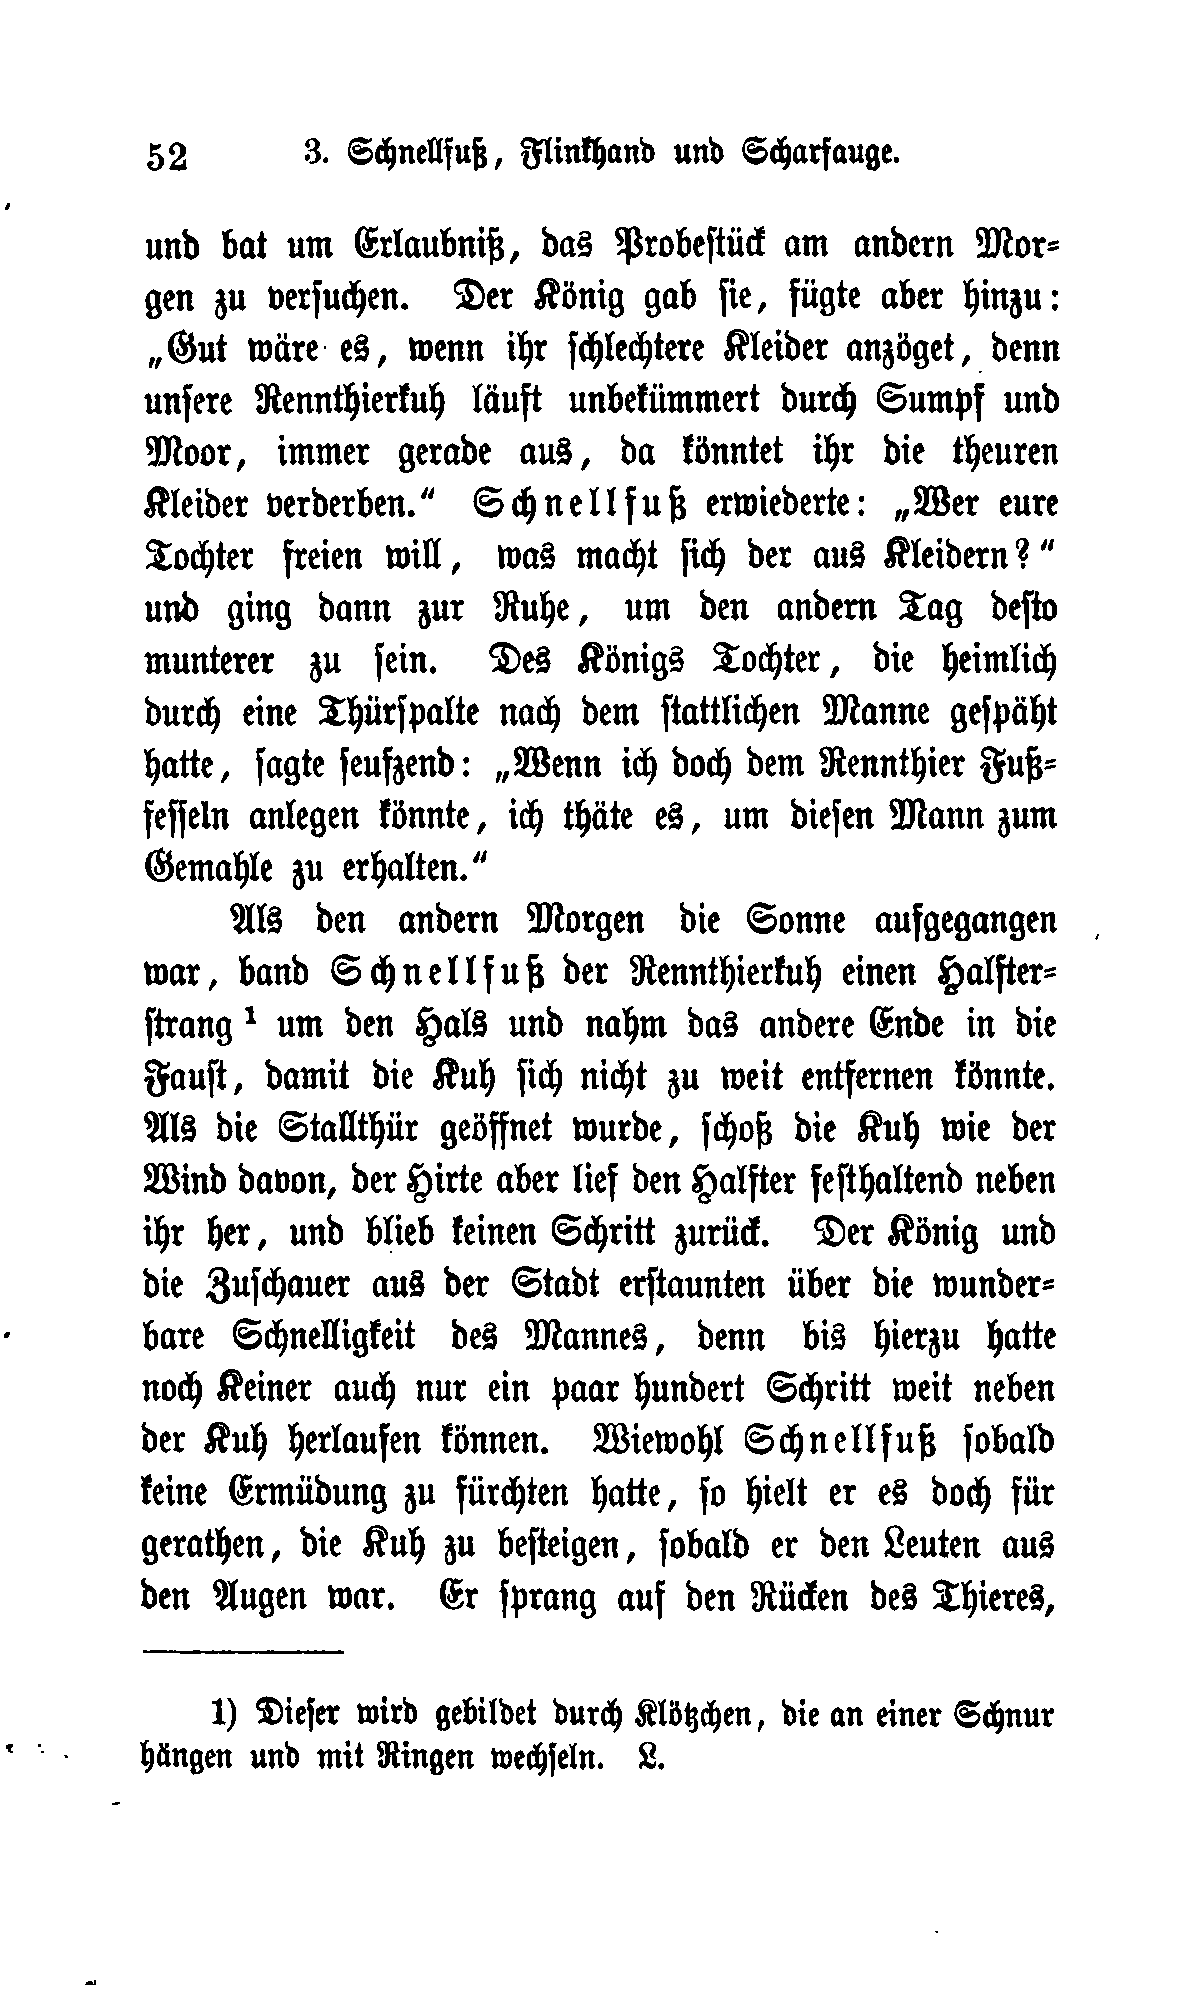 52 3. Schnellfuß, Flinkhand und Scharfauge.
und bat um Erlaubniß, das Probestück am andern Mor-
gen zu versuchen. Der König gab sie, fügte aber hinzu:
„Gut wäre es, wenn ihr schlechtere Kleider anzöget, denn
unsere Rennthierkuh läuft unbekümmert durch Sumpf und
Moor, immer gerade aus, da könntet ihr die theuren
Kleider verderben.“ Schnellfuß erwiederte: „Wer eure
Tochter freien will, was macht sich der aus Kleidern?“
und ging dann zur Ruhe, um den andern Tag desto
munterer zu sein. Des Königs Tochter, die heimlich
durch eine Thürspalte nach dem stattlichen Manne gespäht
hatte, sagte seufzend: „Wenn ich doch dem Rennthier Fuß-
fesseln anlegen könnte, ich thäte es, um diesen Mann zum
Gemahle zu erhalten.“
Als den andern Morgen die Sonne aufgegangen
war, band Schnellfuß der Rennthierkuh einen Halfter-
strang ¹ um den Hals und nahm das andere Ende in die
Faust, damit die Kuh sich nicht zu weit entfernen könnte.
Als die Stallthür geöffnet wurde, schoß die Kuh wie der
Wind davon, der Hirte aber lief den Halfter festhaltend neben
ihr her, und blieb keinen Schritt zurück. Der König und
die Zuschauer aus der Stadt erstaunten über die wunder-
bare Schnelligkeit des Mannes, denn bis hierzu hatte
noch Keiner auch nur ein paar hundert Schritt weit neben
der Kuh herlaufen können. Wiewohl Schnellfuß sobald
keine Ermüdung zu fürchten hatte, so hielt er es doch für
gerathen, die Kuh zu besteigen, sobald er den Leuten aus
den Augen war. Er sprang auf den Rücken des Thieres,
1) Dieser wird gebildet durch Klötzchen, die an einer Schnur
hängen und mit Ringen wechseln. L.